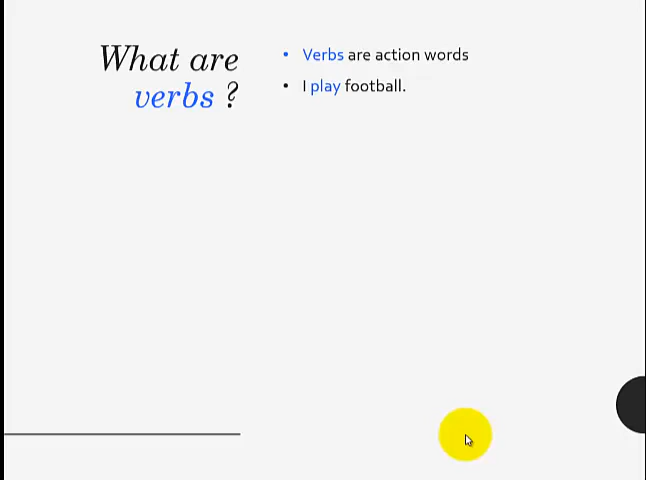 What are
verbs ?
• Verbs are action words
• I play football.